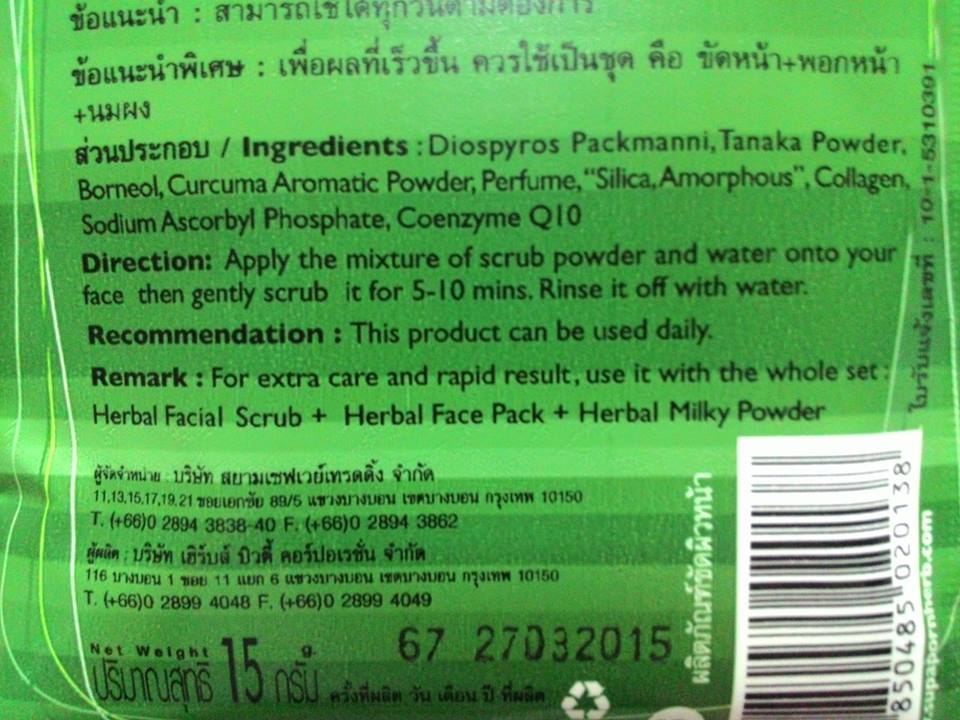 ข้อแนะนำ : สามารถใช้ได้ทุกวันตามต้องการ
ข้อแนะนำพิเศษ : เพื่อผลที่เร็วขึ้น ควรใช้เป็นชุด คือ ขัดหน้า+พอกหน้า
+นมผง
ส่วนประกอบ / Ingredients : Diospyros Packmanni, Tanaka Powder,
Borneol, Curcuma Aromatic Powder, Perfume, “Silica, Amorphous”, Collagen,
Sodium Ascorbyl Phosphate, Coenzyme Q10
Direction: Apply the mixture of scrub powder and water onto your
face then gently scrub it for 5-10 mins. Rinse it off with water.
Recommendation : This product can be used daily.
Remark : For extra care and rapid result, use it with the whole set :
Herbal Facial Scrub + Herbal Face Pack + Herbal Milky Powder
ผู้จัดจำหน่าย : บริษัท สยามเซฟเวย์เทรดดิ้ง จำกัด
11,13,15,17,19,21 ซอยเอกชัย 89/5 แขวงบางบอน เขตบางบอน กรุงเทพ 10150
T. (+66)0 2894 3838-40 F. (+66)0 2894 3862
ผู้ผลิต : บริษัท เฮิร์บส์ บิวตี้ คอร์ปอเรชั่น จำกัด
116 บางบอน 1 ซอย 11 แยก 6 แขวงบางบอน เขตบางบอน กรุงเทพ 10150
T. (+66)0 2899 4048 F. (+66)0 2899 4049
Net Weight g.
ปริมาณสุทธิ 15 กรัม
67 27032015
ครั้งที่ผลิต วัน เดือน ปี ที่ผลิต
ผลิตภัณฑ์ขัดผิวหน้า
850485 020138
supapornherb.com
ใบรับแจ้งเลขที่ : 10-1-5310391